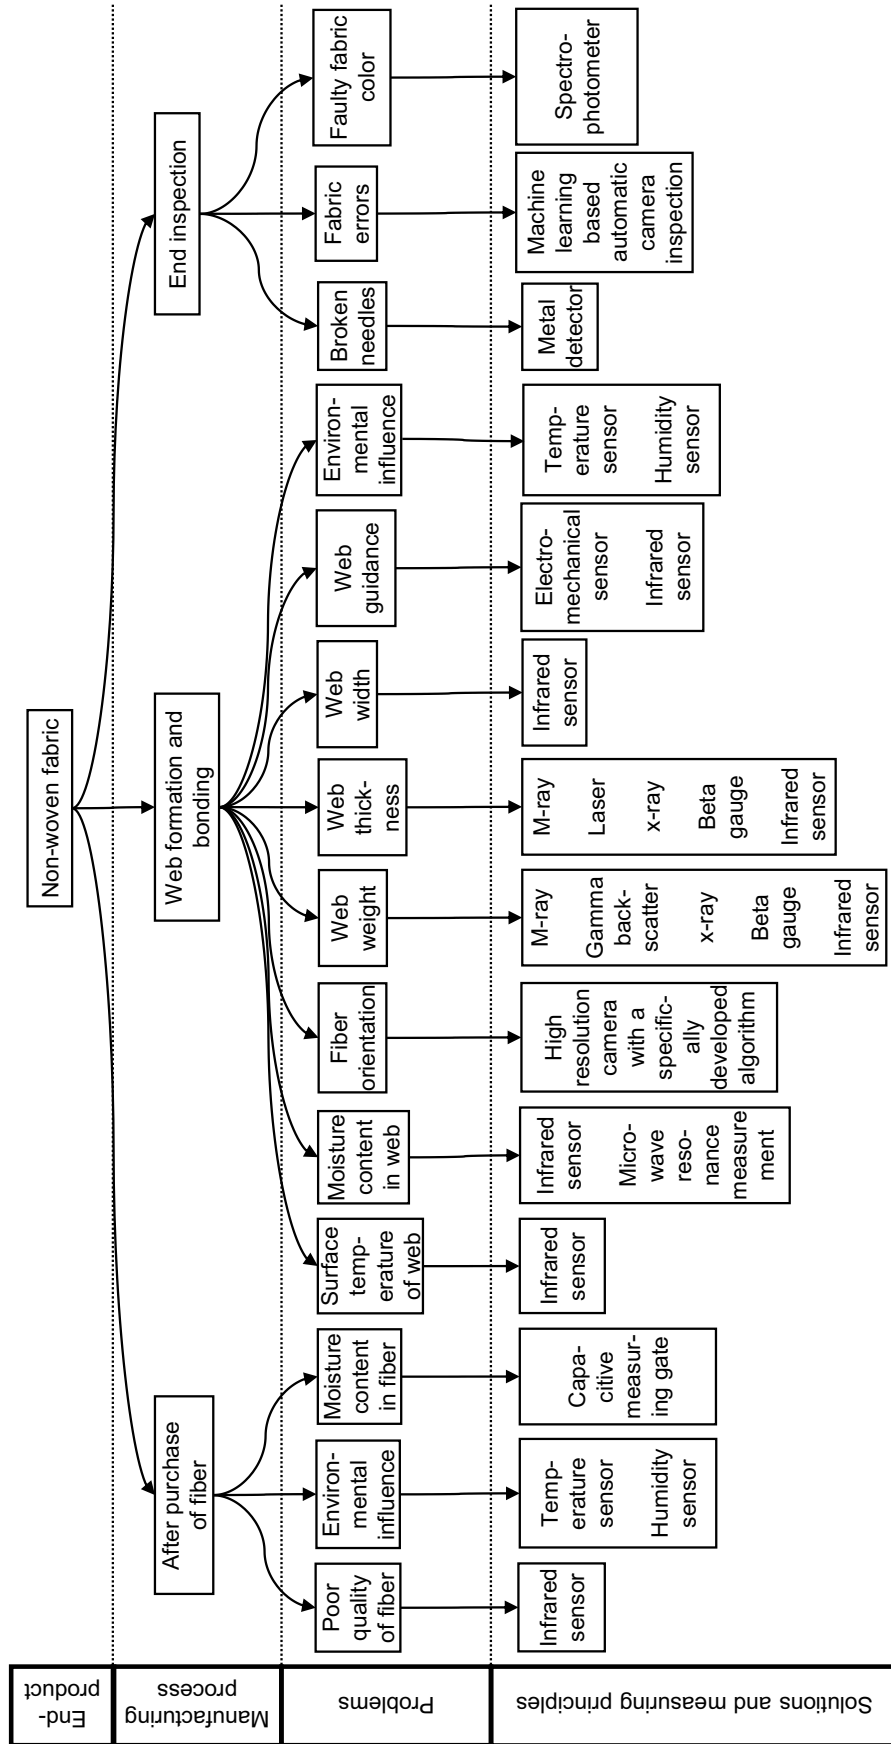 End-
product
Manufacturing
process
Problems
Solutions and measuring principles
Non-woven fabric
After purchase
of fiber
Web formation and
bonding
End inspection
Poor
quality
of fiber
Environ-
mental
influence
Moisture
content
in fiber
Surface
temp-
erature
of web
Moisture
content
in web
Fiber
orientation
Web
weight
Web
thick-
ness
Web
width
Web
guidance
Environ-
mental
influence
Broken
needles
Fabric
errors
Faulty fabric
color
Infrared
sensor
Temp-
erature
sensor
Humidity
sensor
Capa-
citive
measur-
ing gate
Infrared
sensor
Infrared
sensor
Micro-
wave
reso-
nance
measure
ment
High
resolution
camera
with a
specific-
ally
developed
algorithm
M-ray
Gamma
back-
scatter
x-ray
Beta
gauge
Infrared
sensor
M-ray
Laser
x-ray
Beta
gauge
Infrared
sensor
Infrared
sensor
Electro-
mechanical
sensor
Infrared
sensor
Temp-
erature
sensor
Humidity
sensor
Metal
detector
Machine
learning
based
automatic
camera
inspection
Spectro-
photometer